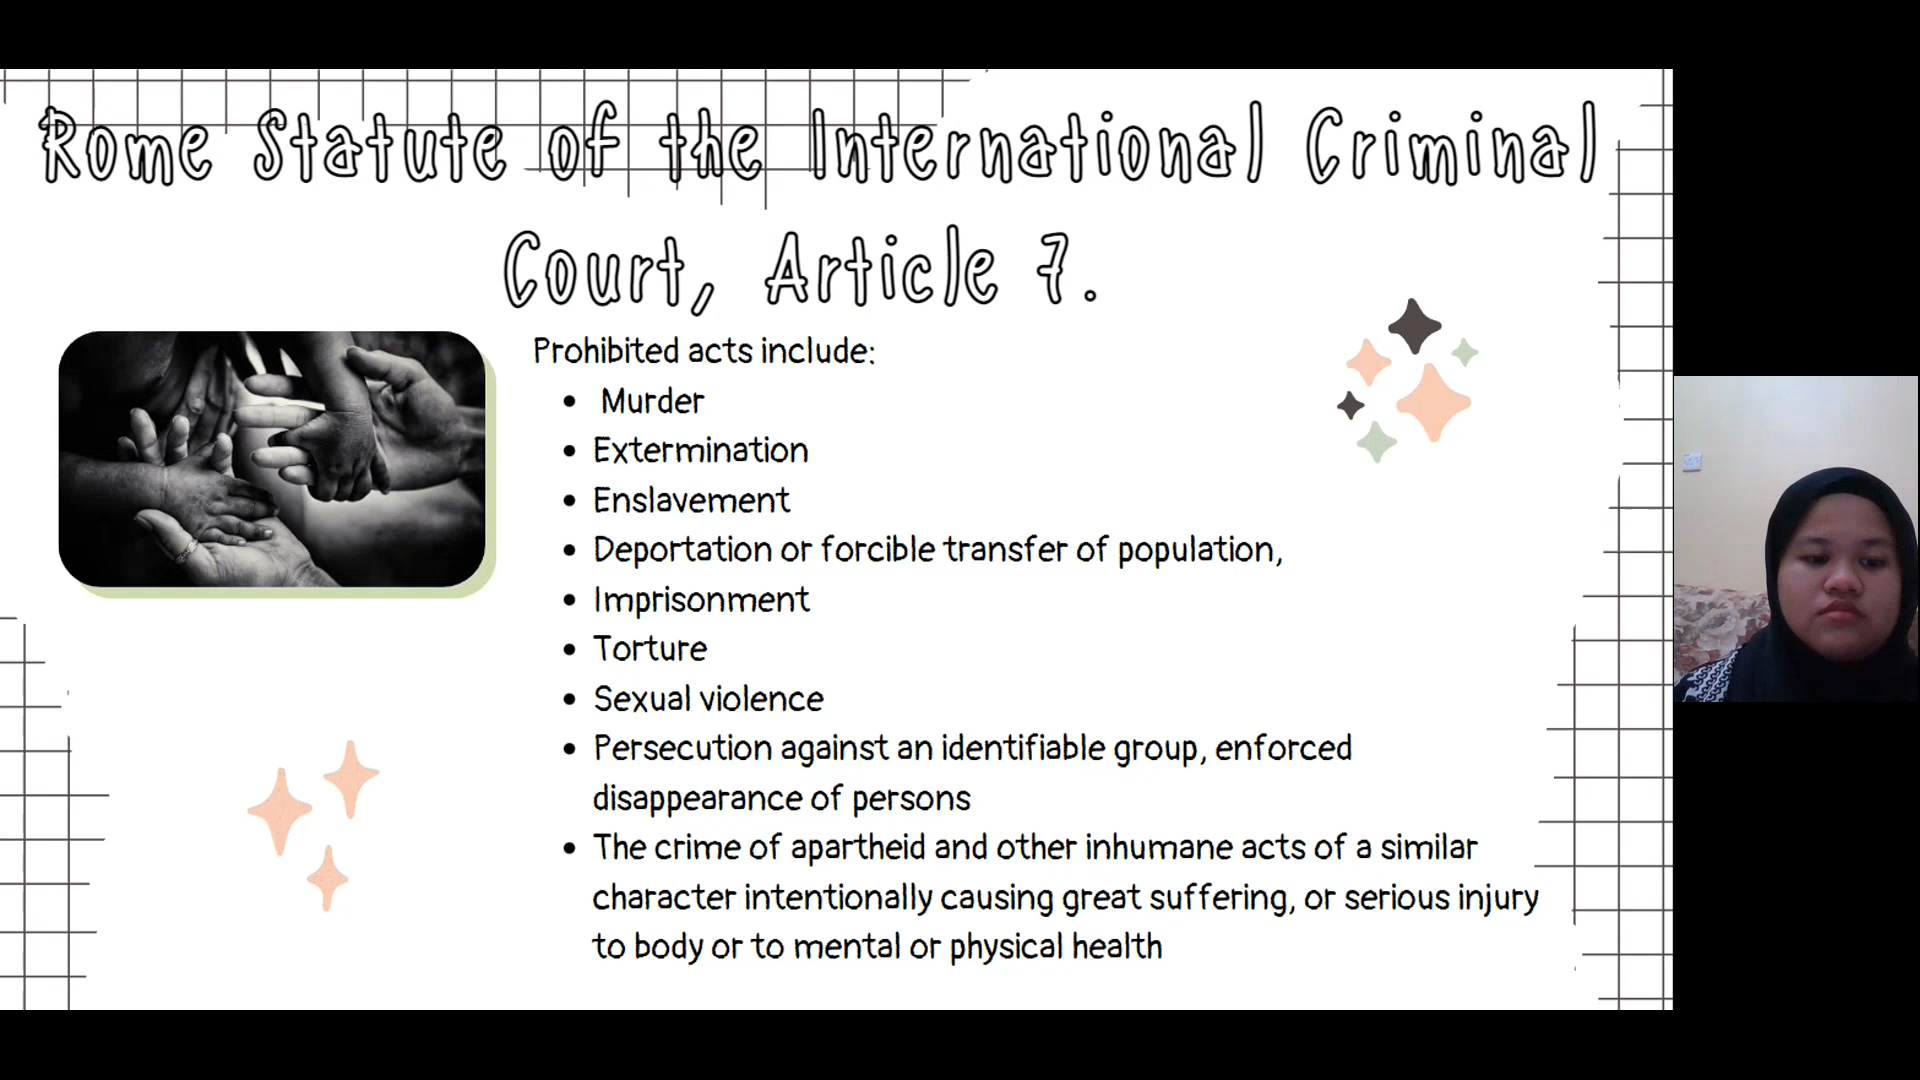 Rome Statute of the International Criminal
Court, Article 7.
Prohibited acts include:
• Murder
• Extermination
• Enslavement
• Deportation or forcible transfer of population,
• Imprisonment
• Torture
• Sexual violence
• Persecution against an identifiable group, enforced
disappearance of persons
• The crime of apartheid and other inhumane acts of a similar
character intentionally causing great suffering, or serious injury
to body or to mental or physical health